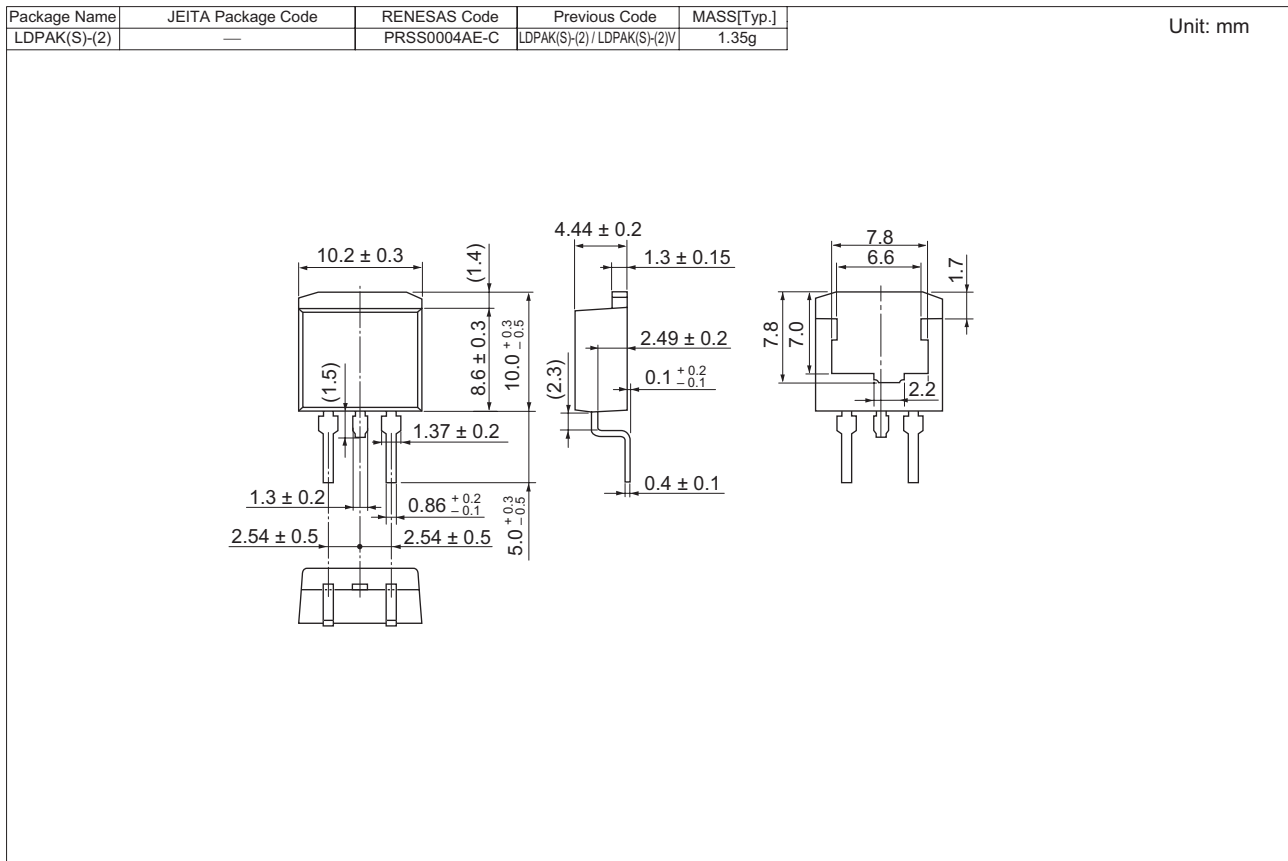 Package Name JEITA Package Code RENESAS Code Previous Code MASS[Typ.]
LDPAK(S)-(2) — PRSS0004AE-C LDPAK(S)-(2) / LDPAK(S)-(2)V 1.35g
Unit: mm
10.2 ± 0.3
(1.4)
8.6 ± 0.3
10.0 + 0.3 – 0.5
(1.5)
1.37 ± 0.2
1.3 ± 0.2
0.86 + 0.2 – 0.1
5.0 + 0.3 – 0.5
2.54 ± 0.5
2.54 ± 0.5
4.44 ± 0.2
1.3 ± 0.15
2.49 ± 0.2
(2.3)
0.1 + 0.2 – 0.1
0.4 ± 0.1
7.8
6.6
1.7
7.8
7.0
2.2